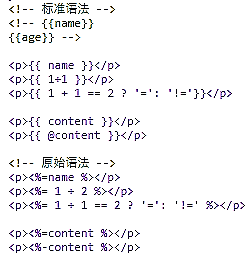 <!-- 标准语法 -->
<!-- {{name}}
{{age}} -->
<p>{{ name }}</p>
<p>{{ 1+1 }}</p>
<p>{{ 1 + 1 == 2 ? '=': '!='}}</p>
<p>{{ content }}</p>
<p>{{ @content }}</p>
<!-- 原始语法 -->
<p><%=name %></p>
<p><%= 1 + 2 %></p>
<p><%= 1 + 1 == 2 ? '=': '!=' %></p>
<p><%=content %></p>
<p><%-content %></p>